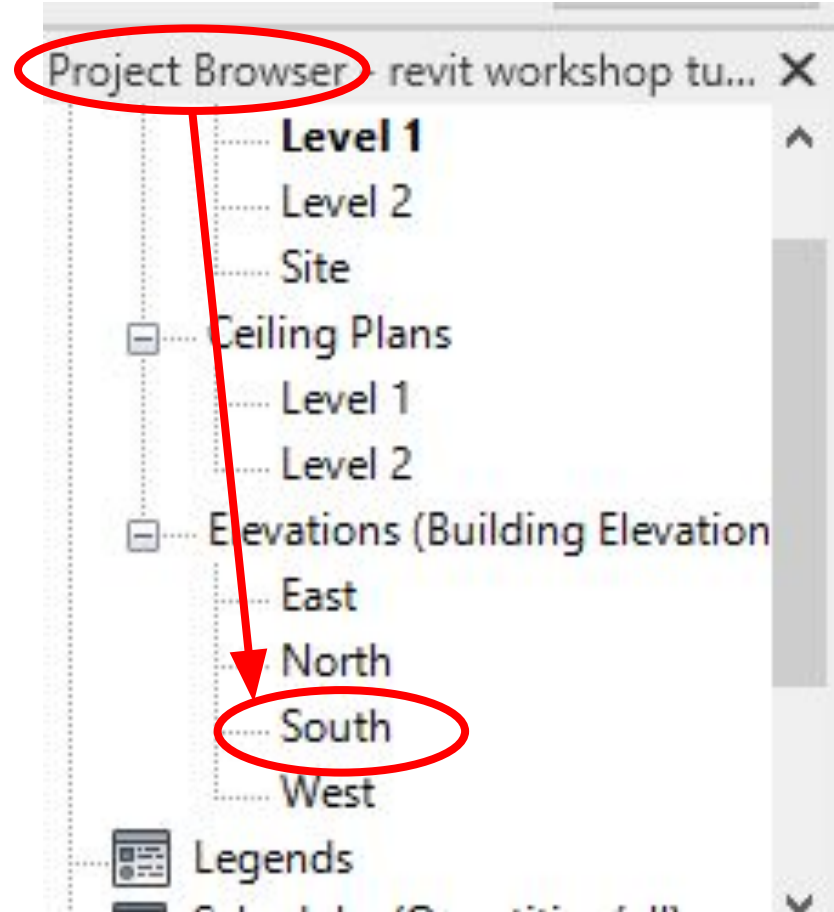 Project Browser - revit workshop tu...
Level 1
Level 2
Site
Ceiling Plans
Level 1
Level 2
Elevations (Building Elevation
East
North
South
West
Legends